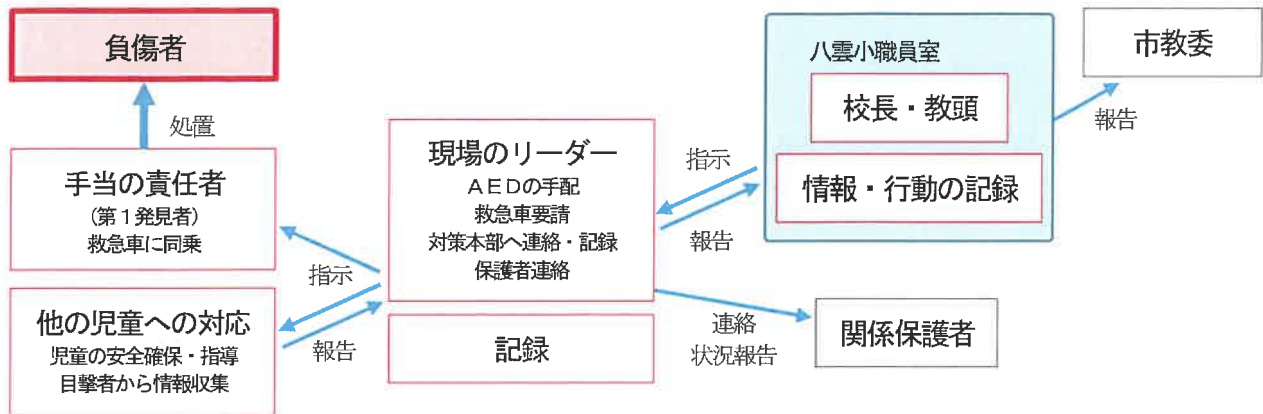 負傷者
処置
手当の責任者
(第1発見者)
救急車に同乗
指示
他の児童への対応
児童の安全確保・指導
目撃者から情報収集
報告
現場のリーダー
ＡＥＤの手配
救急車要請
対策本部へ連絡・記録
保護者連絡
記録
指示
報告
八雲小職員室
校長・教頭
情報・行動の記録
市教委
報告
連絡
状況報告
関係保護者